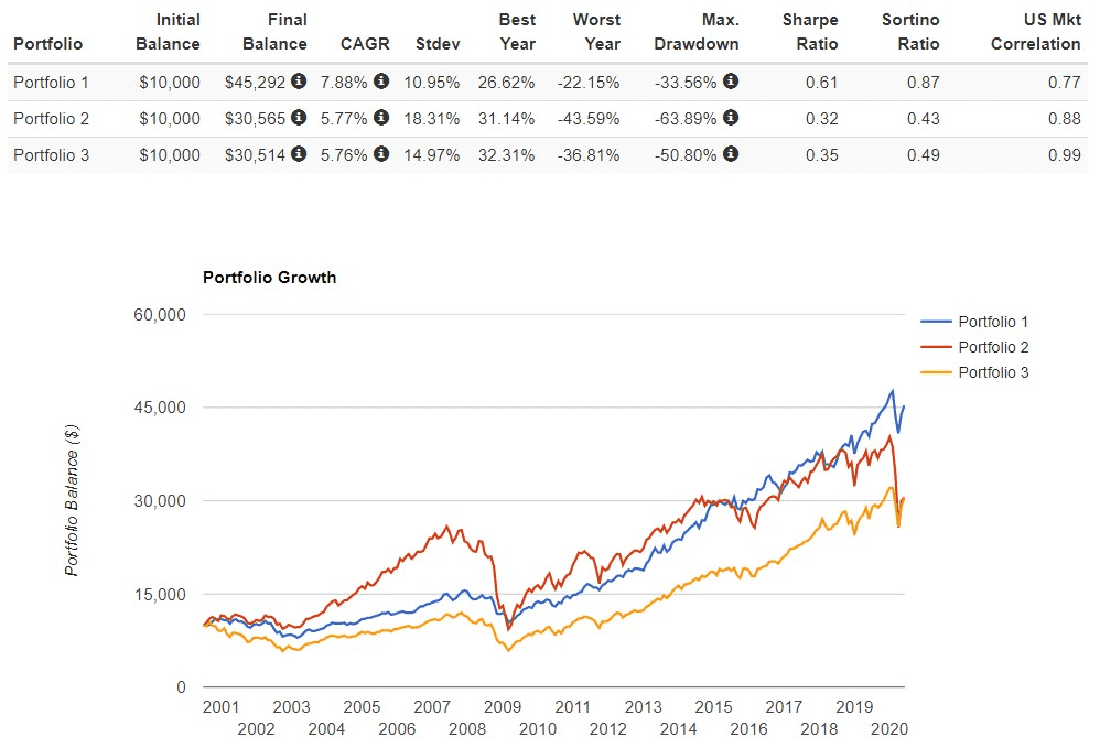 Portfolio Initial Balance Final Balance CAGR Stdev Best Year Worst Year Max. Drawdown Sharpe Ratio Sortino Ratio US Mkt Correlation
Portfolio 1 $10,000 $45,292 7.88% 10.95% 26.62% -22.15% -33.56% 0.61 0.87 0.77
Portfolio 2 $10,000 $30,565 5.77% 18.31% 31.14% -43.59% -63.89% 0.32 0.43 0.88
Portfolio 3 $10,000 $30,514 5.76% 14.97% 32.31% -36.81% -50.80% 0.35 0.49 0.99
Portfolio Growth
Portfolio Balance ($)
60,000
45,000
30,000
15,000
0
Portfolio 1
Portfolio 2
Portfolio 3
2001 2003 2005 2007 2009 2011 2013 2015 2017 2019
2002 2004 2006 2008 2010 2012 2014 2016 2018 2020